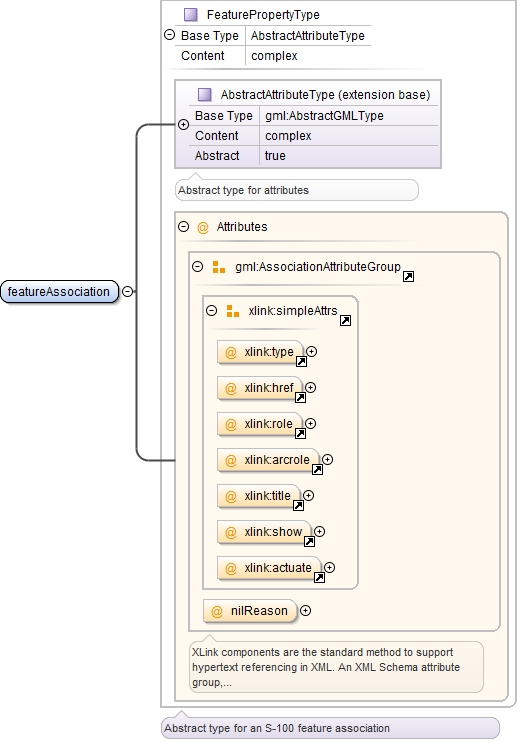 FeaturePropertyType
Base Type AbstractAttributeType
Content complex
AbstractAttributeType (extension base)
Base Type gml:AbstractGMLType
Content complex
Abstract true
Abstract type for attributes
@ Attributes
gml:AssociationAttributeGroup
featureAssociation
xlink:simpleAttrs
@ xlink:type
@ xlink:href
@ xlink:role
@ xlink:arcrole
@ xlink:title
@ xlink:show
@ xlink:actuate
@ nilReason
XLink components are the standard method to support
hypertext referencing in XML. An XML Schema attribute
group,...
Abstract type for an S-100 feature association